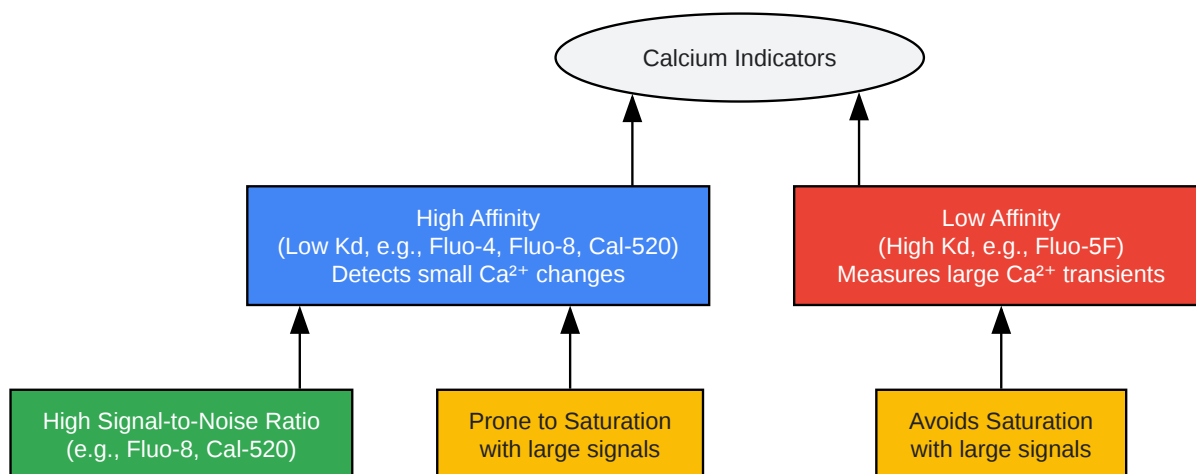 Calcium Indicators
High Affinity
(Low Kd, e.g., Fluo-4, Fluo-8, Cal-520)
Detects small Ca²⁺ changes
Low Affinity
(High Kd, e.g., Fluo-5F)
Measures large Ca²⁺ transients
High Signal-to-Noise Ratio
(e.g., Fluo-8, Cal-520)
Prone to Saturation
with large signals
Avoids Saturation
with large signals